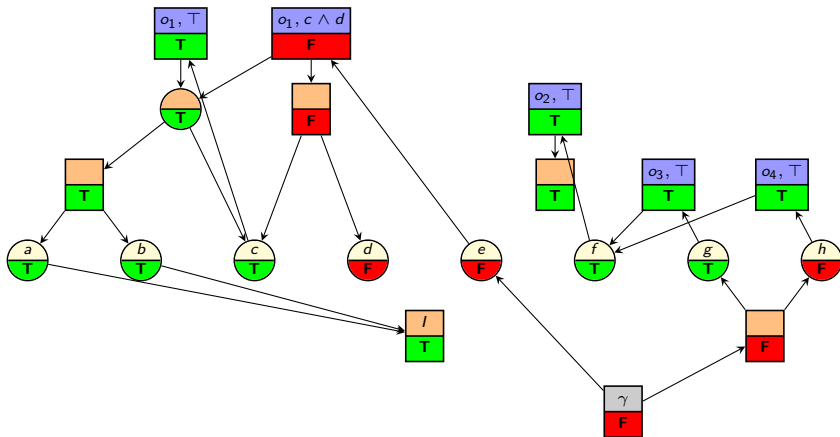 o₁, ⊤
T
o₁, c ∧ d
F
T
F
o₂, ⊤
T
T
T
o₃, ⊤
T
o₄, ⊤
T
a
T
b
T
c
T
d
F
e
F
f
T
g
T
h
F
I
T
F
γ
F